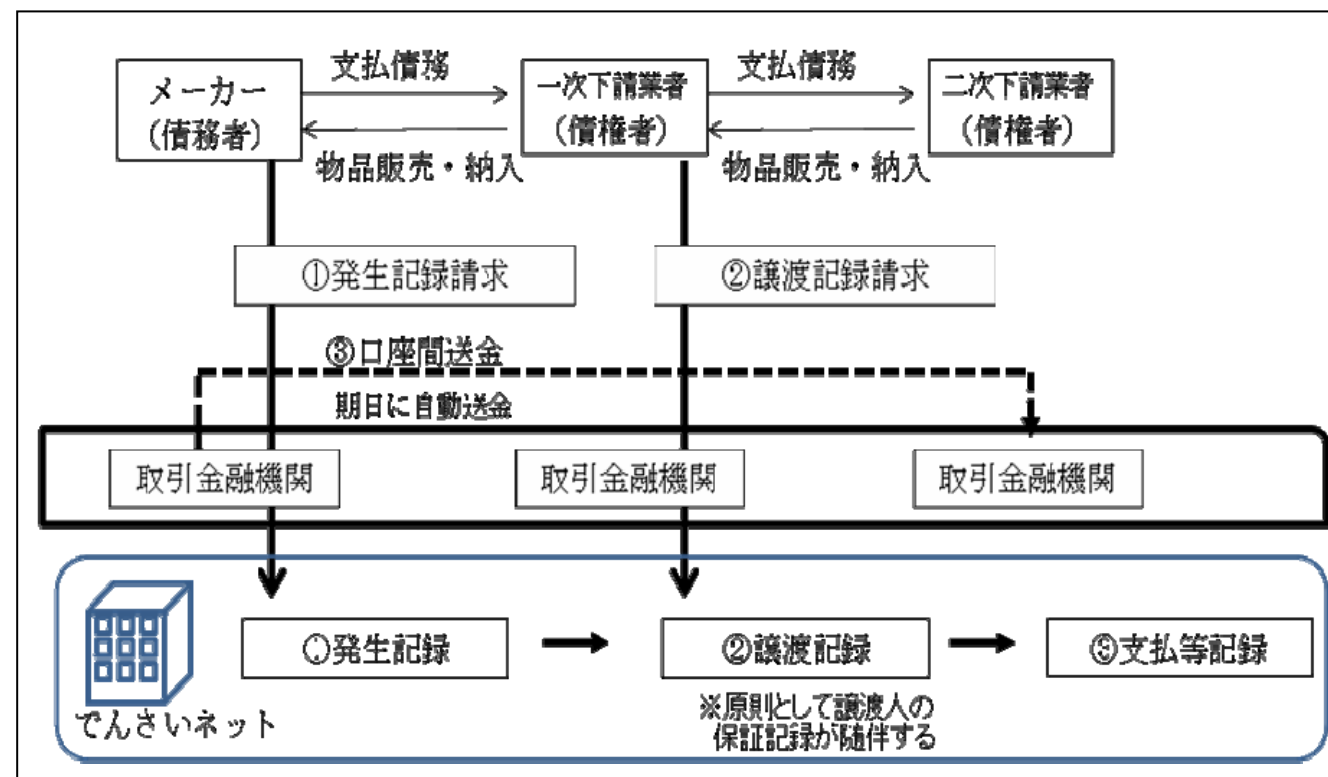 メーカー
(債務者)
支払債務
物品販売・納入
一次下請業者
(債権者)
支払債務
物品販売・納入
二次下請業者
(債権者)
①発生記録請求
②譲渡記録請求
③口座間送金
期日に自動送金
取引金融機関
取引金融機関
取引金融機関
でんさいネット
①発生記録
②譲渡記録
③支払等記録
※原則として譲渡人の
保証記録が随伴する